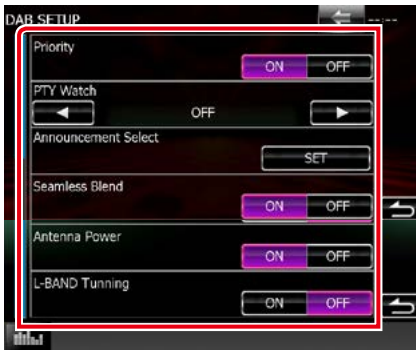 DAB SETUP --:--
Priority
ON OFF
PTY Watch
OFF
Announcement Select
SET
Seamless Blend
ON OFF
Antenna Power
ON OFF
L-BAND Tunning
ON OFF